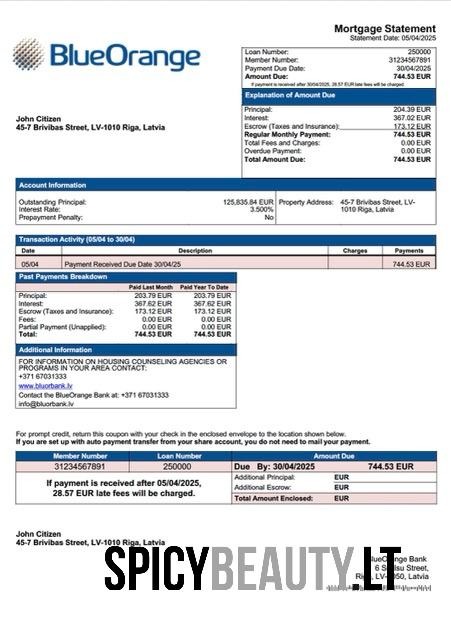 BlueOrange
Mortgage Statement
Statement Date: 05/04/2025
Loan Number: 250000
Member Number: 31234567891
Payment Due Date: 30/04/2025
Amount Due: 744.53 EUR
If payment is received after 30/04/2025, 28.57 EUR late fees will be charged
Explanation of Amount Due
Principal: 204.39 EUR
Interest: 367.02 EUR
Escrow (Taxes and Insurance): 173.12 EUR
Regular Monthly Payment: 744.53 EUR
Total Fees and Charges: 0.00 EUR
Overdue Payment: 0.00 EUR
Total Amount Due: 744.53 EUR
John Citizen
45-7 Brivibas Street, LV-1010 Riga, Latvia
Account Information
Outstanding Principal: 125,835.84 EUR
Interest Rate: 3.500%
Prepayment Penalty: No
Property Address: 45-7 Brivibas Street, LV-
1010 Riga, Latvia
Transaction Activity (05/04 to 30/04)
Date Description Charges Payments
05/04 Payment Received Due Date 30/04/25 744.53 EUR
Past Payments Breakdown
Paid Last Month Paid Year To Date
Principal: 203.79 EUR 203.79 EUR
Interest: 367.62 EUR 367.62 EUR
Escrow (Taxes and Insurance): 173.12 EUR 173.12 EUR
Fees: 0.00 EUR 0.00 EUR
Partial Payment (Unapplied): 0.00 EUR 0.00 EUR
Total: 744.53 EUR 744.53 EUR
Additional Information
FOR INFORMATION ON HOUSING COUNSELING AGENCIES OR
PROGRAMS IN YOUR AREA CONTACT:
+371 67031333
www.bluorbank.lv
Contact the BlueOrange Bank at: +371 67031333
info@bluorbank.lv
For prompt credit, return this coupon with your check in the enclosed envelope to the location shown below.
If you are set up with auto payment transfer from your share account, you do not need to mail your payment.
Member Number Loan Number Amount Due
31234567891 250000 Due By: 30/04/2025 744.53 EUR
If payment is received after 05/04/2025,
28.57 EUR late fees will be charged.
Additional Principal: EUR
Additional Escrow: EUR
Total Amount Enclosed: EUR
John Citizen
45-7 Brivibas Street, LV-1010 Riga, Latvia
BlueOrange Bank
6 Street,
Riga, Latvia
SPICYBEAUTY.LT